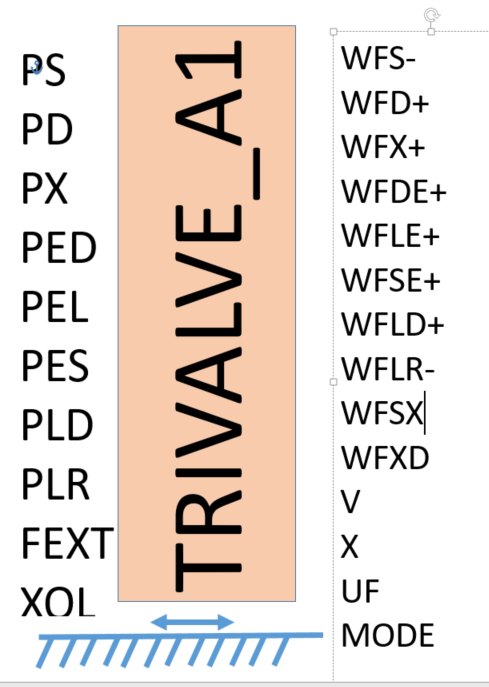 PS
PD
PX
PED
PEL
PES
PLD
PLR
FEXT
XOL
TRIVALVE_A1
WFS-
WFD+
WFX+
WFDE+
WFLE+
WFSE+
WFLD+
WFLR-
WFSX
WFXD
V
X
UF
MODE